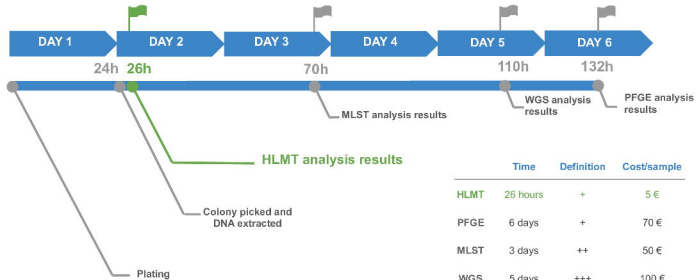 DAY 1 DAY 2 DAY 3 DAY 4 DAY 5 DAY 6
24h 26h 70h 110h 132h
MLST analysis results
WGS analysis
results
PFGE analysis
results
HLMT analysis results
Colony picked and
DNA extracted
Plating
Time Definition Cost/sample
HLMT 26 hours + 5 €
PFGE 6 days + 70 €
MLST 3 days ++ 50 €
WGS 5 days +++ 100 €